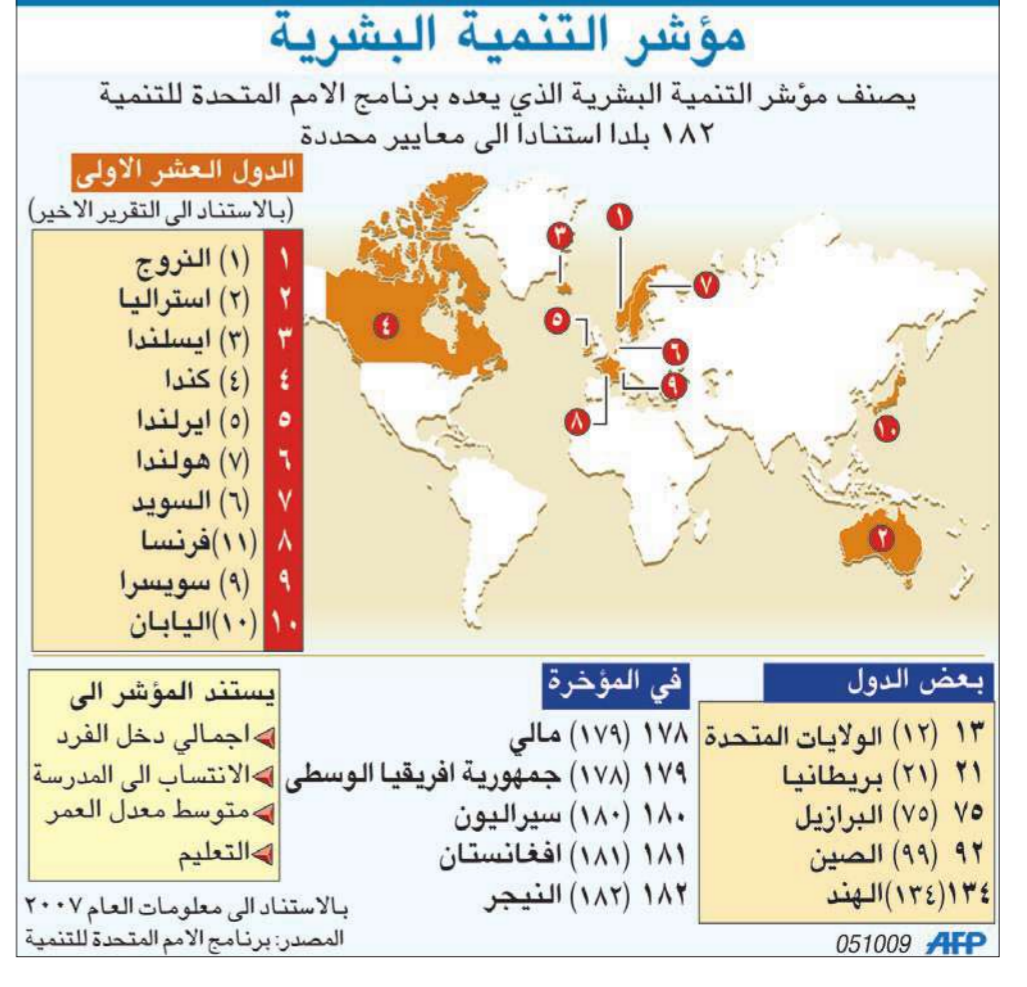 مؤشر التنمية البشرية
يصنف مؤشر التنمية البشرية الذي يعده برنامج الامم المتحدة للتنمية
١٨٢ بلدا استنادا الى معايير محددة
الدول العشر الاولى
(بالاستناد الى التقرير الاخير)
١ (١) النروج
٢ (٢) استراليا
٣ (٣) ايسلندا
٤ (٤) كندا
٥ (٥) ايرلندا
٦ (٧) هولندا
٧ (٦) السويد
٨ (١١)فرنسا
٩ (٩) سويسرا
١٠ (١٠)اليابان
١
٣
٧
٥
٤
٦
٩
٨
١٠
٢
بعض الدول
١٣ (١٢) الولايات المتحدة
٢١ (٢١) بريطانيا
٧٥ (٧٥) البرازيل
٩٢ (٩٩) الصين
١٣٤(١٣٤)الهند
في المؤخرة
١٧٨ (١٧٩) مالي
١٧٩ (١٧٨) جمهورية افريقيا الوسطى
١٨٠ (١٨٠) سيراليون
١٨١ (١٨١) افغانستان
١٨٢ (١٨٢) النيجر
يستند المؤشر الى
اجمالي دخل الفرد
الانتساب الى المدرسة
متوسط معدل العمر
التعليم
بالاستناد الى معلومات العام ٢٠٠٧
المصدر: برنامج الامم المتحدة للتنمية
051009 AFP